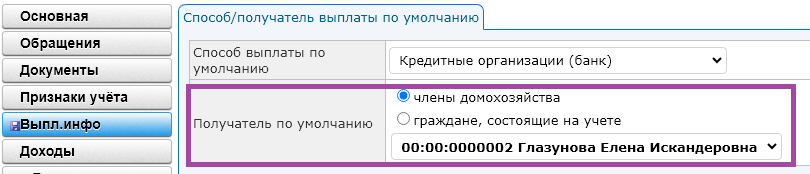 Основная
Обращения
Документы
Признаки учёта
Выпл.инфо
Доходы
Способ/получатель выплаты по умолчанию
Способ выплаты по
умолчанию
Кредитные организации (банк)
Получатель по умолчанию
члены домохозяйства
граждане, состоящие на учете
00:00:0000002 Глазунова Елена Искандеровна